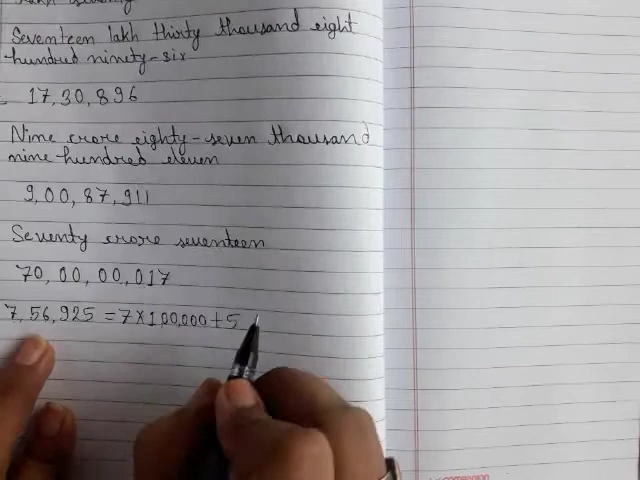 Seventeen lakh thirty thousand eight
hundred ninety-six
17,30,896
Nine crore eighty-seven thousand
nine hundred eleven
9,00,87,911
Seventy crore seventeen
70,00,00,017
7,56,925 = 7×1,00,000+5